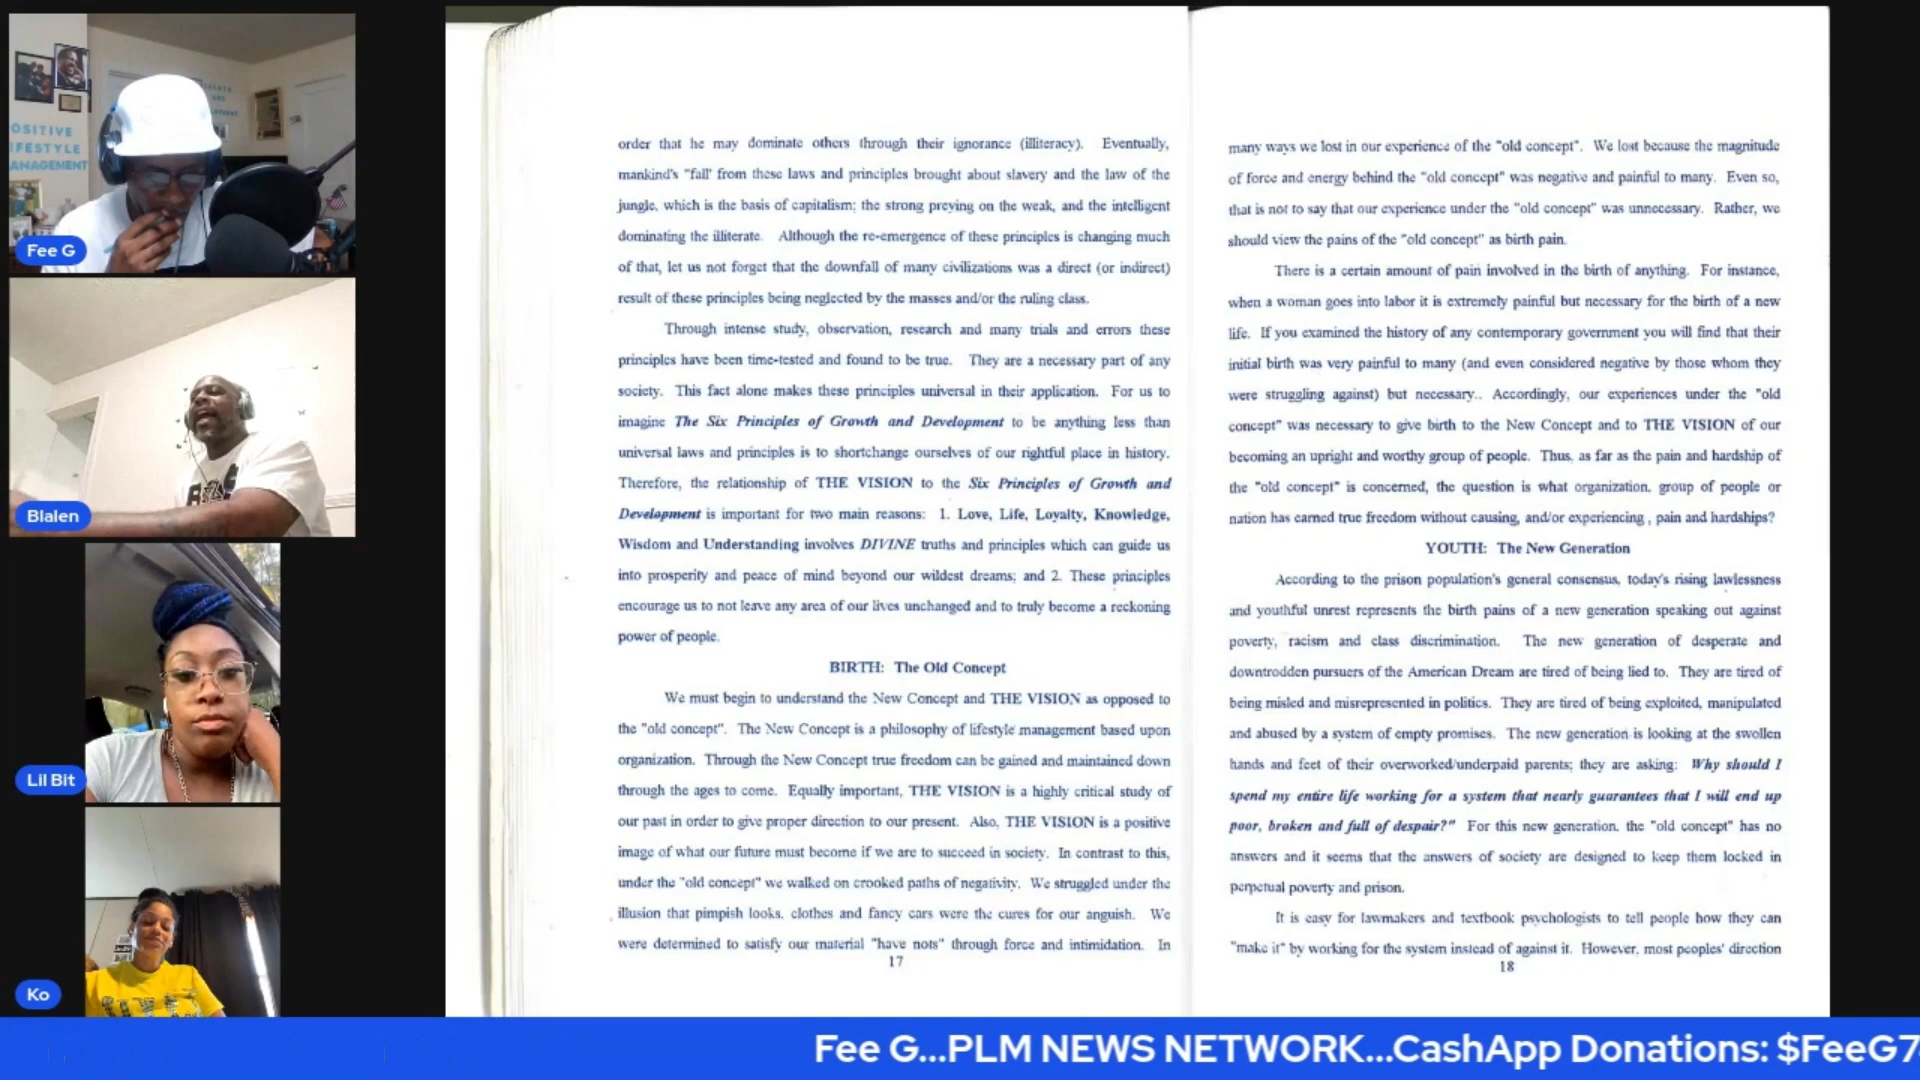 OSITIVE
IFESTYLE
ANAGEMENT
AND
Fee G
Blalen
Lil Bit
Ko
order that he may dominate others through their ignorance (illiteracy). Eventually,
mankind's "fall' from these laws and principles brought about slavery and the law of the
jungle, which is the basis of capitalism; the strong preying on the weak, and the intelligent
dominating the illiterate. Although the re-emergence of these principles is changing much
of that, let us not forget that the downfall of many civilizations was a direct (or indirect)
result of these principles being neglected by the masses and/or the ruling class.
Through intense study, observation, research and many trials and errors these
principles have been time-tested and found to be true. They are a necessary part of any
society. This fact alone makes these principles universal in their application. For us to
imagine The Six Principles of Growth and Development to be anything less than
universal laws and principles is to shortchange ourselves of our rightful place in history.
Therefore, the relationship of THE VISION to the Six Principles of Growth and
Development is important for two main reasons: 1. Love, Life, Loyalty, Knowledge,
Wisdom and Understanding involves DIVINE truths and principles which can guide us
into prosperity and peace of mind beyond our wildest dreams; and 2. These principles
encourage us to not leave any area of our lives unchanged and to truly become a reckoning
power of people.
BIRTH: The Old Concept
We must begin to understand the New Concept and THE VISION as opposed to
the "old concept". The New Concept is a philosophy of lifestyle management based upon
organization. Through the New Concept true freedom can be gained and maintained down
through the ages to come. Equally important, THE VISION is a highly critical study of
our past in order to give proper direction to our present. Also, THE VISION is a positive
image of what our future must become if we are to succeed in society. In contrast to this,
under the "old concept" we walked on crooked paths of negativity. We struggled under the
illusion that pimpish looks, clothes and fancy cars were the cures for our anguish. We
were determined to satisfy our material "have nots" through force and intimidation. In
17
many ways we lost in our experience of the "old concept". We lost because the magnitude
of force and energy behind the "old concept" was negative and painful to many. Even so,
that is not to say that our experience under the "old concept" was unnecessary. Rather, we
should view the pains of the "old concept" as birth pain.
There is a certain amount of pain involved in the birth of anything. For instance,
when a woman goes into labor it is extremely painful but necessary for the birth of a new
life. If you examined the history of any contemporary government you will find that their
initial birth was very painful to many (and even considered negative by those whom they
were struggling against) but necessary.. Accordingly, our experiences under the "old
concept" was necessary to give birth to the New Concept and to THE VISION of our
becoming an upright and worthy group of people. Thus, as far as the pain and hardship of
the "old concept" is concerned, the question is what organization, group of people or
nation has earned true freedom without causing, and/or experiencing , pain and hardships?
YOUTH: The New Generation
According to the prison population's general consensus, today's rising lawlessness
and youthful unrest represents the birth pains of a new generation speaking out against
poverty, racism and class discrimination. The new generation of desperate and
downtrodden pursuers of the American Dream are tired of being lied to. They are tired of
being misled and misrepresented in politics. They are tired of being exploited, manipulated
and abused by a system of empty promises. The new generation is looking at the swollen
hands and feet of their overworked/underpaid parents; they are asking: Why should I
spend my entire life working for a system that nearly guarantees that I will end up
poor, broken and full of despair?" For this new generation, the "old concept" has no
answers and it seems that the answers of society are designed to keep them locked in
perpetual poverty and prison.
It is easy for lawmakers and textbook psychologists to tell people how they can
"make it" by working for the system instead of against it. However, most peoples' direction
18
Fee G...PLM NEWS NETWORK...CashApp Donations: $FeeG7